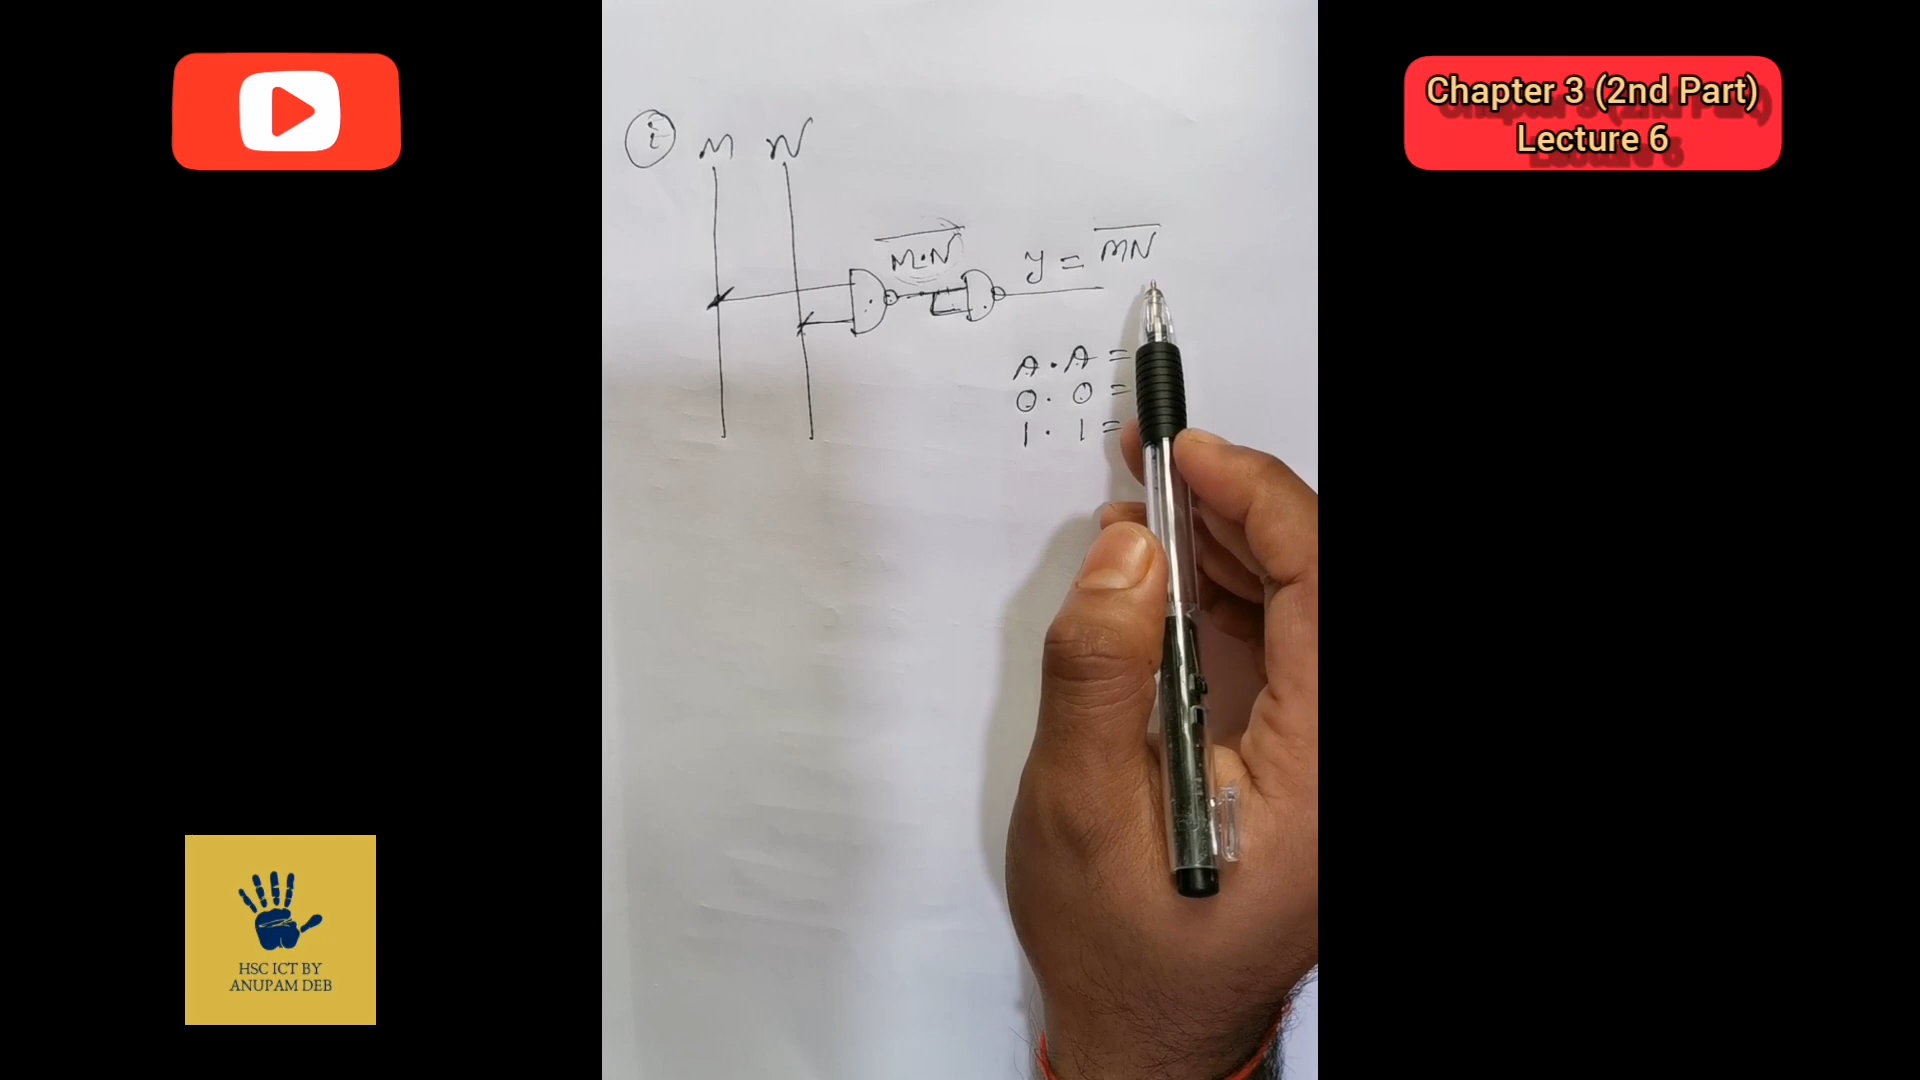 Chapter 3 (2nd Part)
Lecture 6
i M N
M·N
y = MN
A · A =
0 · 0 =
1 · 1 =
HSC ICT BY
ANUPAM DEB